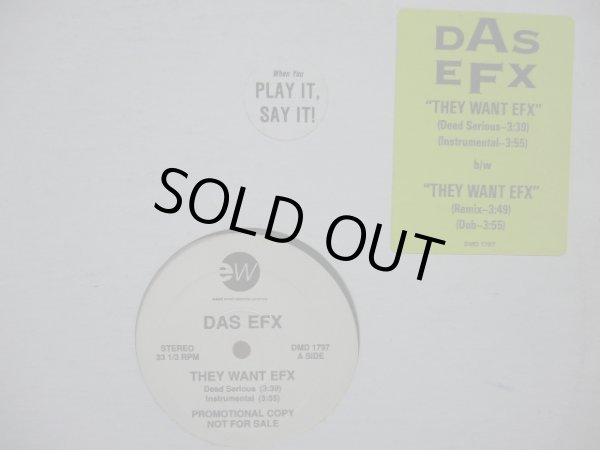 When You
PLAY IT,
SAY IT!
DAS
EFX
"THEY WANT EFX"
(Dead Serious-3:39)
(Instrumental-3:55)
b/w
"THEY WANT EFX"
(Remix-3:49)
(Dub-3:55)
DMD 1797
SOLD OUT
ew
DAS EFX
STEREO
33 1/3 RPM
DMD 1797
A SIDE
THEY WANT EFX
Dead Serious (3:39)
Instrumental (3:55)
PROMOTIONAL COPY
NOT FOR SALE